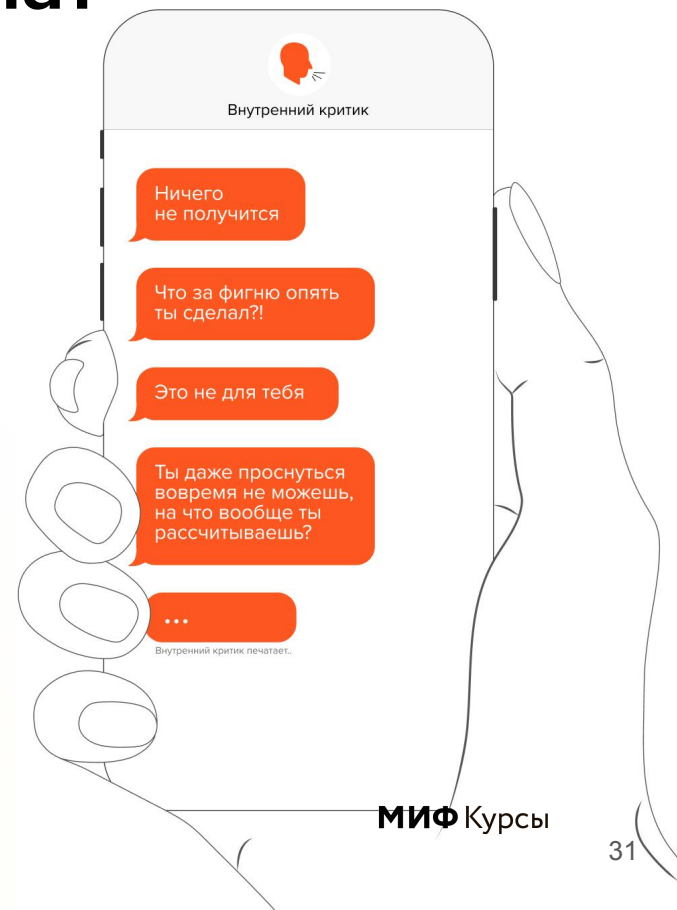 Внутренний критик
Ничего
не получится
Что за фигню опять
ты сделал?!
Это не для тебя
Ты даже проснуться
вовремя не можешь,
на что вообще ты
рассчитываешь?
...
Внутренний критик печатает..
МИФ Курсы
31